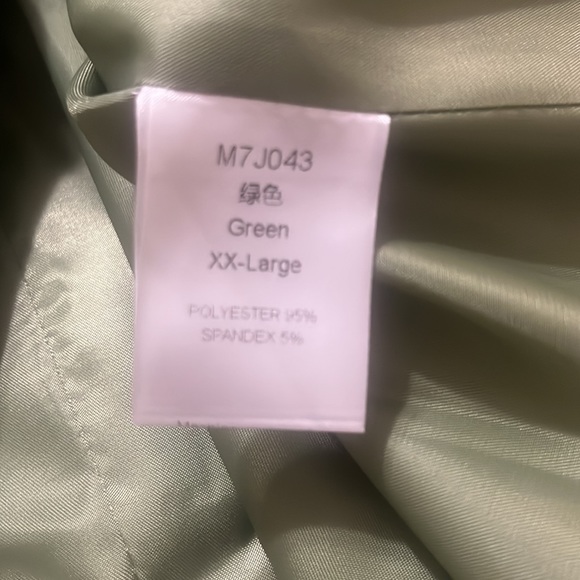 M7J043
绿色
Green
XX-Large
POLYESTER 95%
SPANDEX 5%